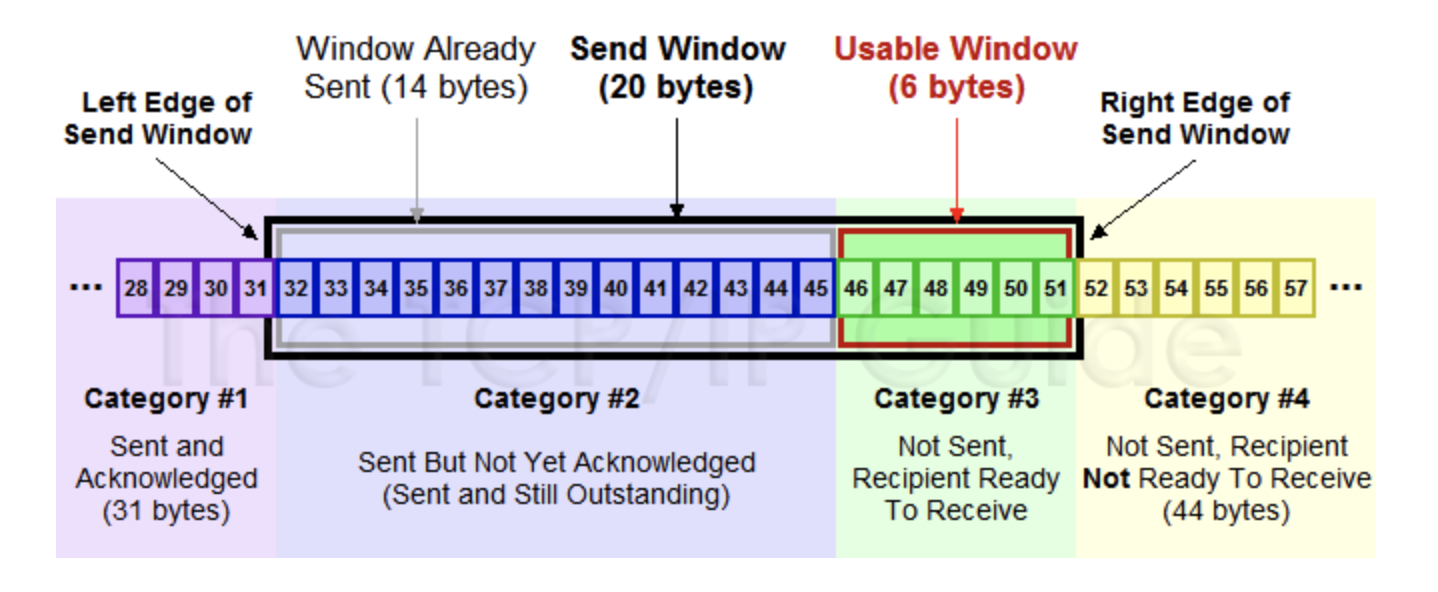 Window Already
Sent (14 bytes)
Send Window
(20 bytes)
Usable Window
(6 bytes)
Left Edge of
Send Window
Right Edge of
Send Window
... 28 29 30 31 32 33 34 35 36 37 38 39 40 41 42 43 44 45 46 47 48 49 50 51 52 53 54 55 56 57 ...
The TCP/IP Guide
Category #1
Sent and
Acknowledged
(31 bytes)
Category #2
Sent But Not Yet Acknowledged
(Sent and Still Outstanding)
Category #3
Not Sent,
Recipient Ready
To Receive
Category #4
Not Sent, Recipient
Not Ready To Receive
(44 bytes)